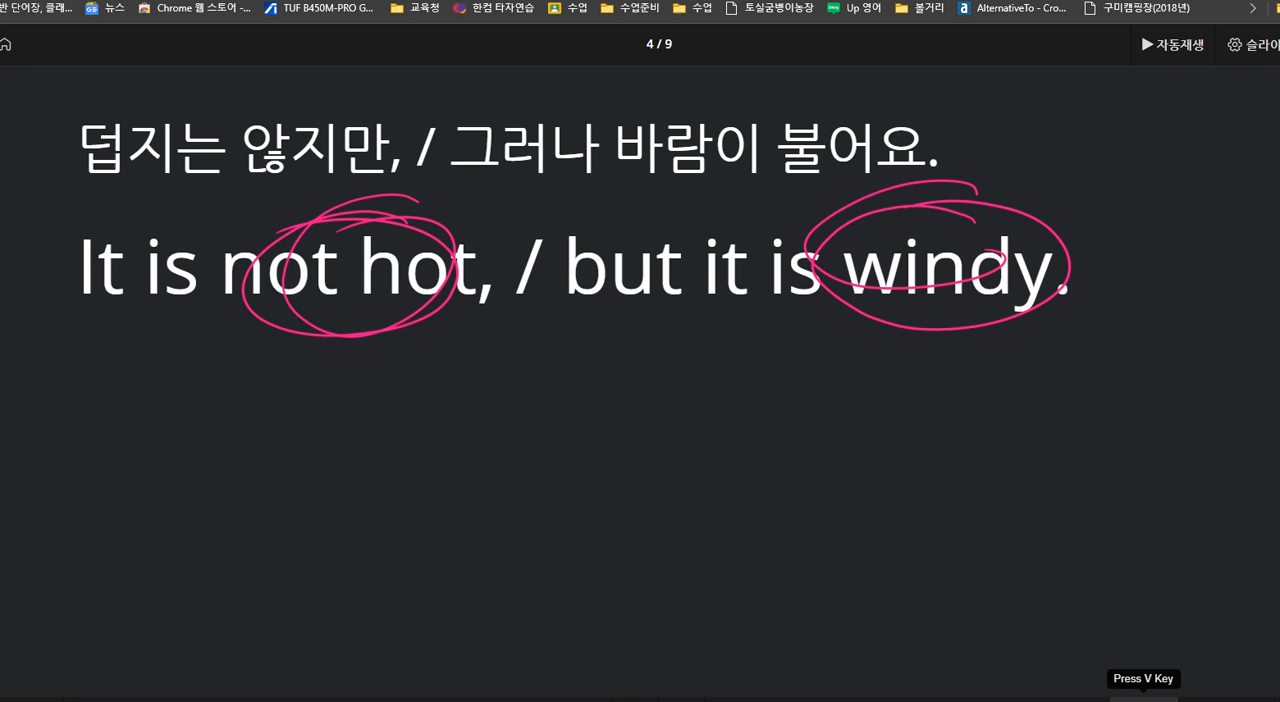 반 단어장, 클래... 뉴스 Chrome 웹 스토어 -... TUF B450M-PRO G... 교육청 한컴 타자연습 수업 수업준비 수업 토실굼벵이농장 Up 영어 볼거리 AlternativeTo - Cro... 구미캠핑장(2018년)
4 / 9 자동재생 슬라이
덥지는 않지만, / 그러나 바람이 불어요.
It is not hot, / but it is windy.
Press V Key